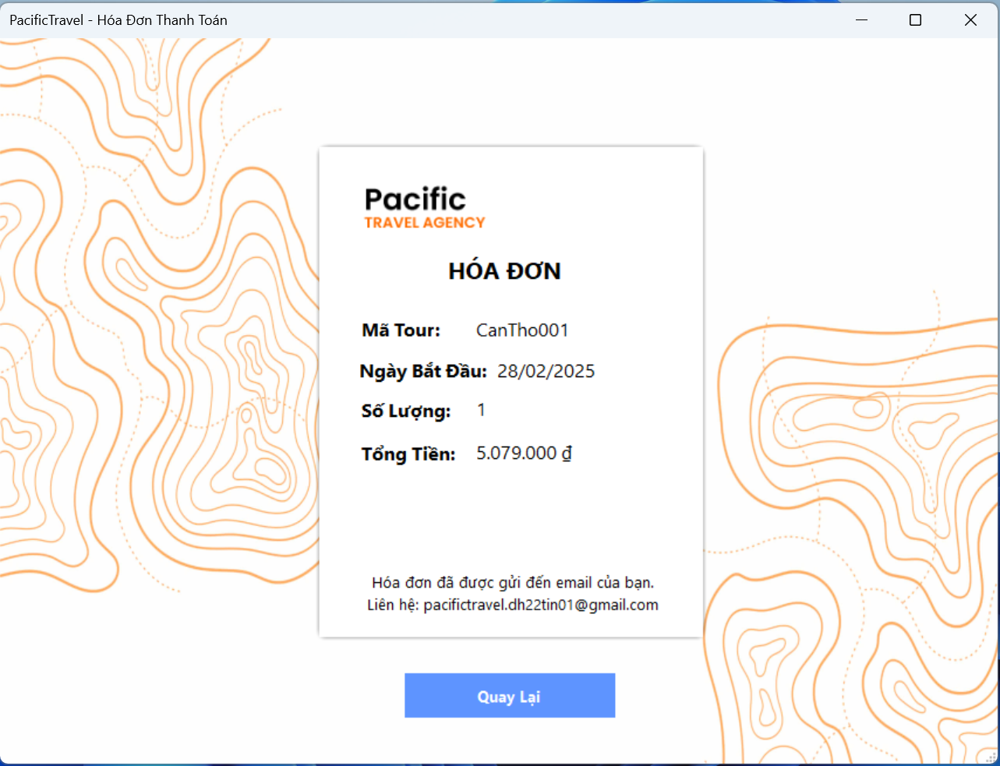 PacificTravel - Hóa Đơn Thanh Toán
Pacific
TRAVEL AGENCY
HÓA ĐƠN
Mã Tour: CanTho001
Ngày Bắt Đầu: 28/02/2025
Số Lượng: 1
Tổng Tiền: 5.079.000 ₫
Hóa đơn đã được gửi đến email của bạn.
Liên hệ: pacifictravel.dh22tin01@gmail.com
Quay Lại